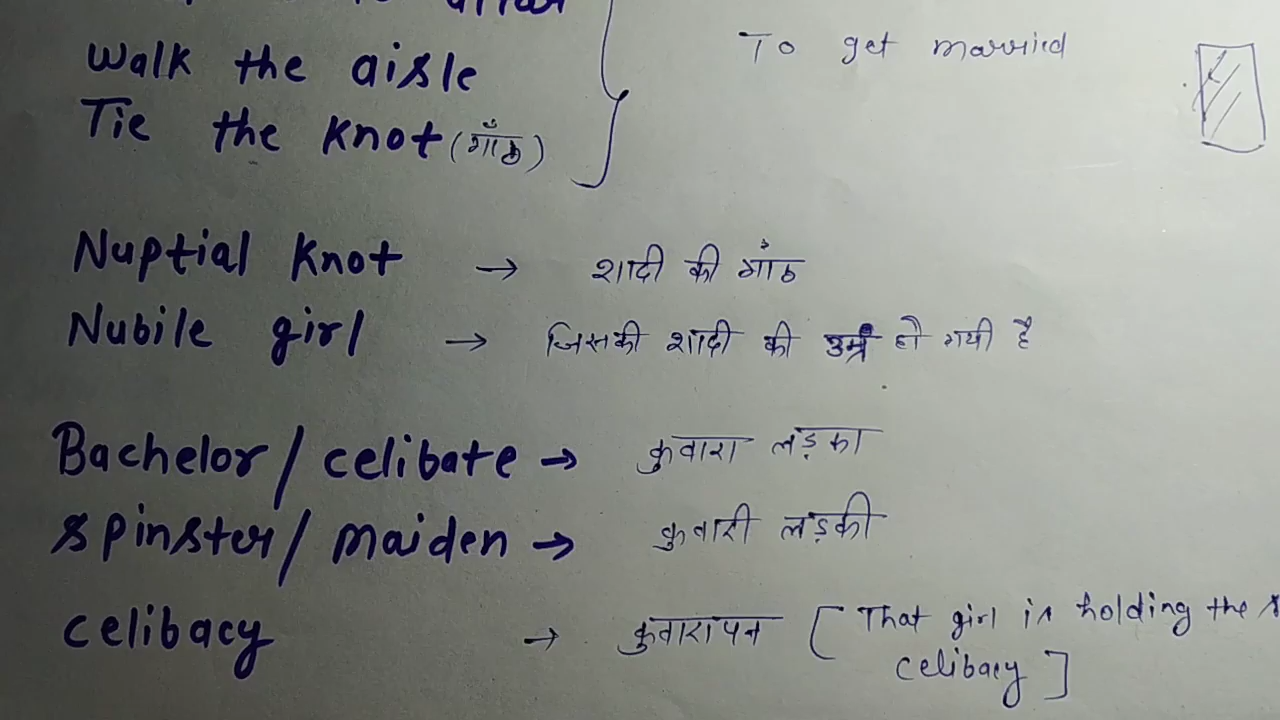 Walk the aisle
Tie the knot (गाँठ)
To get married
Nuptial knot → शादी की गांठ
Nubile girl → जिसकी शादी की उम्र हो गयी है
Bachelor / celibate → कुवारा लड़का
spinster / maiden → कुवारी लड़की
celibacy → कुवारापन [That girl is holding the
celibacy]